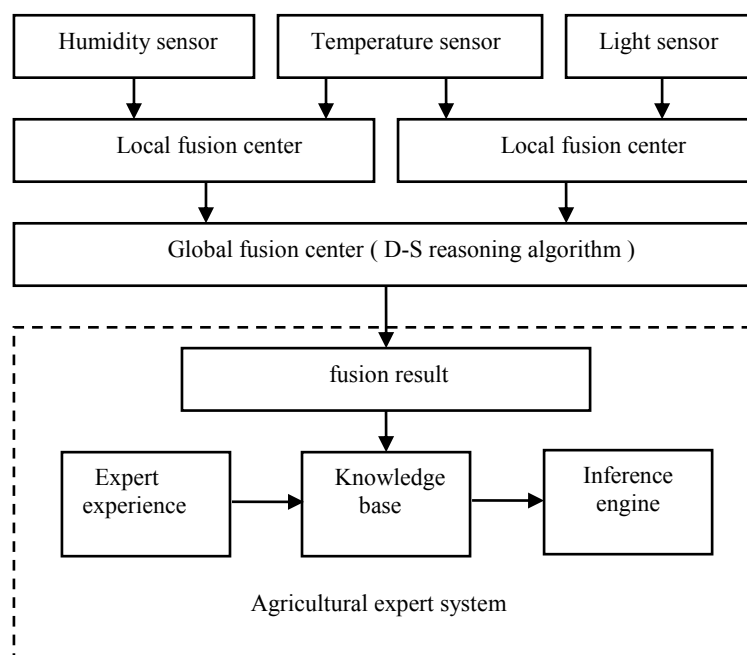 Humidity sensor
Temperature sensor
Light sensor
Local fusion center
Local fusion center
Global fusion center ( D-S reasoning algorithm )
fusion result
Expert
experience
Knowledge
base
Inference
engine
Agricultural expert system